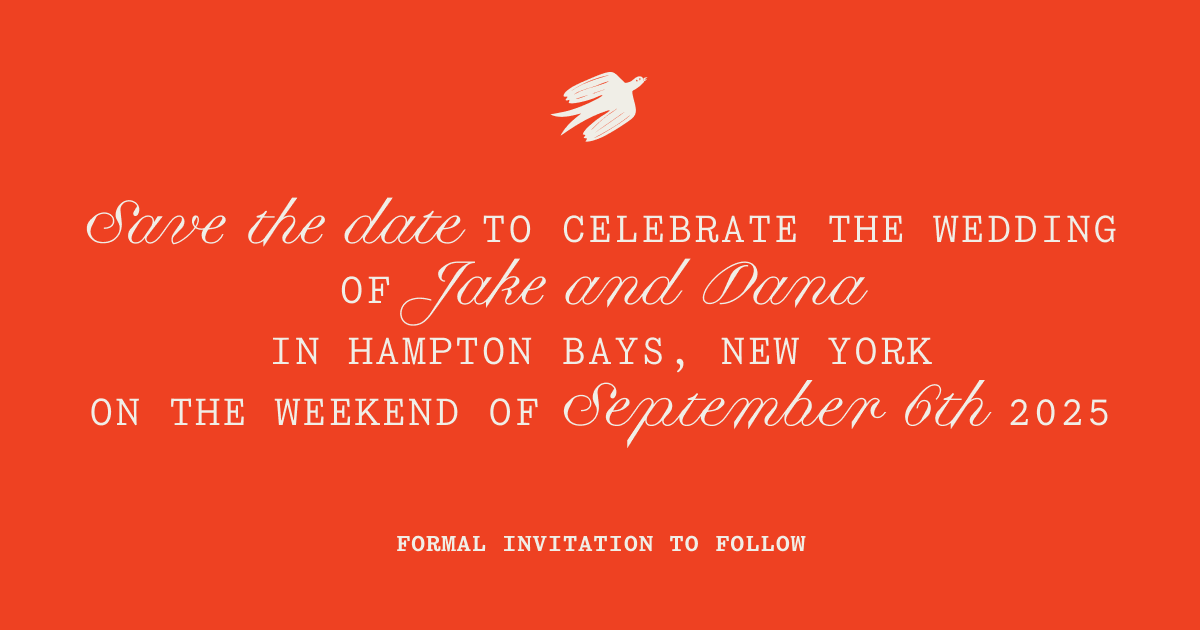 Save the date TO CELEBRATE THE WEDDING
OF Jake and Dana
IN HAMPTON BAYS, NEW YORK
ON THE WEEKEND OF September 6th 2025
FORMAL INVITATION TO FOLLOW